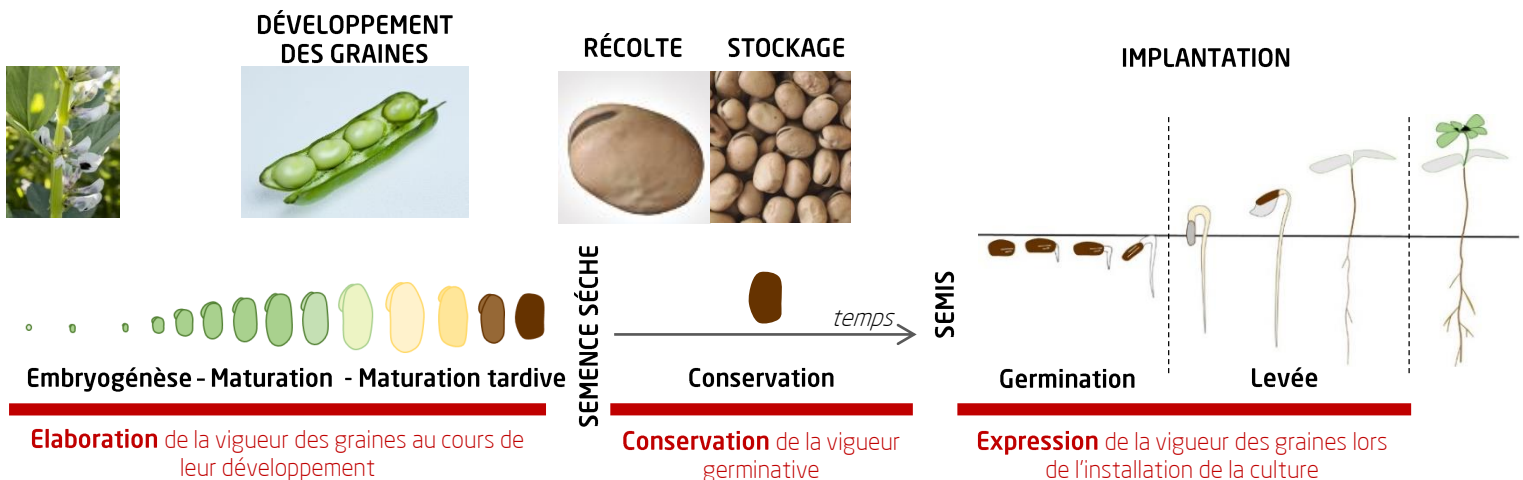 DÉVELOPPEMENT
DES GRAINES
RÉCOLTE
STOCKAGE
IMPLANTATION
SEMENCE SÉCHE
temps
SEMIS
Embryogénèse – Maturation - Maturation tardive
Conservation
Germination
Levée
Elaboration de la vigueur des graines au cours de
leur développement
Conservation de la vigueur
germinative
Expression de la vigueur des graines lors
de l'installation de la culture